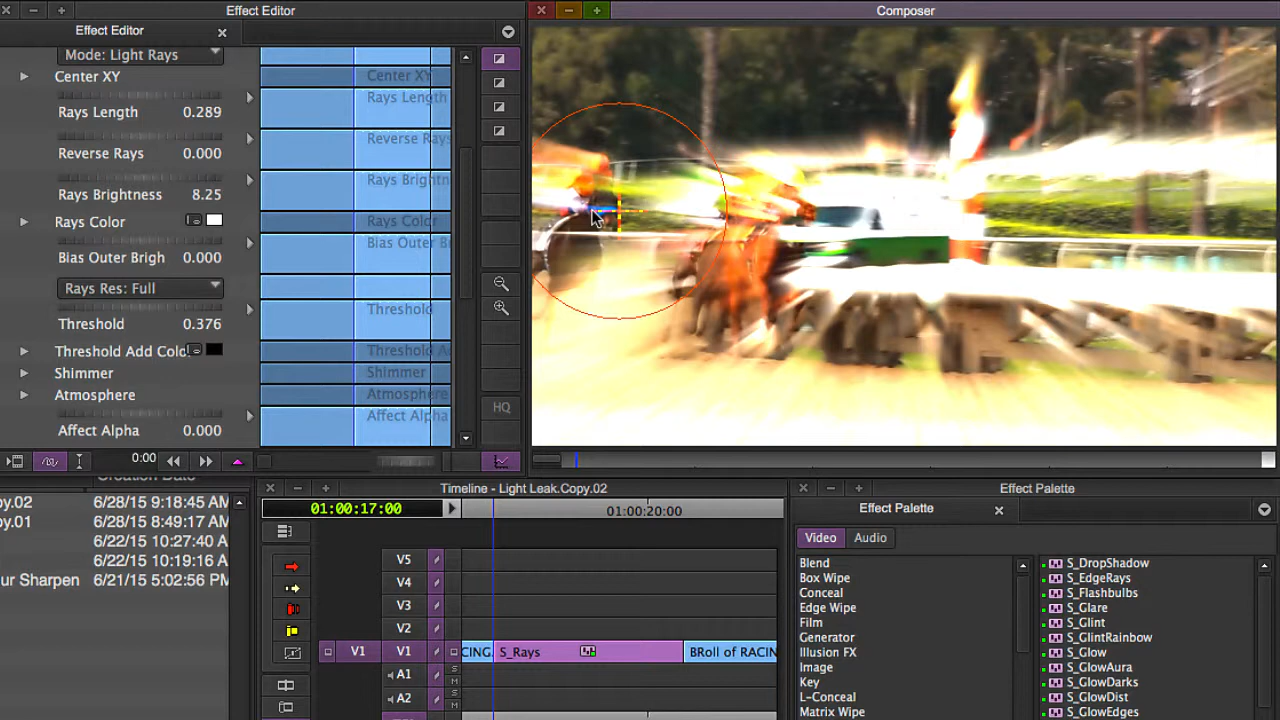 Effect Editor
Effect Editor
Mode: Light Rays
Center XY
Rays Length 0.289
Reverse Rays 0.000
Rays Brightness 8.25
Rays Color
Bias Outer Brigh 0.000
Rays Res: Full
Threshold 0.376
Threshold Add Colo
Shimmer
Atmosphere
Affect Alpha 0.000
Center XY
Rays Length
Reverse Rays
Rays Brightn
Rays Color
Bias Outer Br
Threshold
Threshold A
Shimmer
Atmosphere
Affect Alpha
HQ
0:00
Composer
Creation Date
py.02 6/28/15 9:18:45 AM
py.01 6/28/15 8:49:17 AM
6/22/15 10:27:40 AM
6/22/15 10:19:16 AM
ur Sharpen 6/21/15 5:02:56 PM
Timeline - Light Leak.Copy.02
01:00:17:00
01:00:20:00
V5
V4
V3
V2
V1 V1 CING. S_Rays BRoll of RACIN
A1 S M
A2 S M
Effect Palette
Effect Palette
Video Audio
Blend
Box Wipe
Conceal
Edge Wipe
Film
Generator
Illusion FX
Image
Key
L-Conceal
Matrix Wipe
S_DropShadow
S_EdgeRays
S_Flashbulbs
S_Glare
S_Glint
S_GlintRainbow
S_Glow
S_GlowAura
S_GlowDarks
S_GlowDist
S_GlowEdges